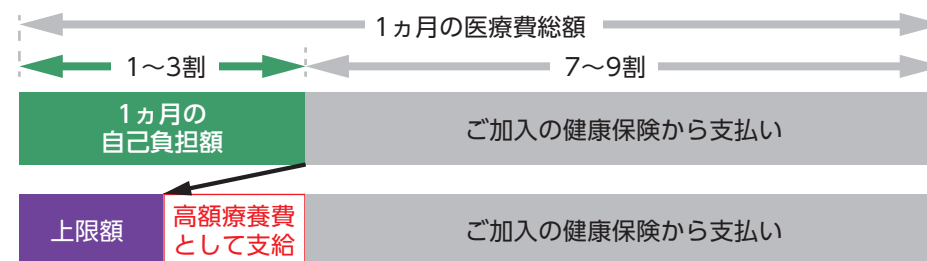 1ヵ月の医療費総額
1〜3割
7〜9割
1ヵ月の
自己負担額
ご加入の健康保険から支払い
上限額
高額療養費
として支給
ご加入の健康保険から支払い